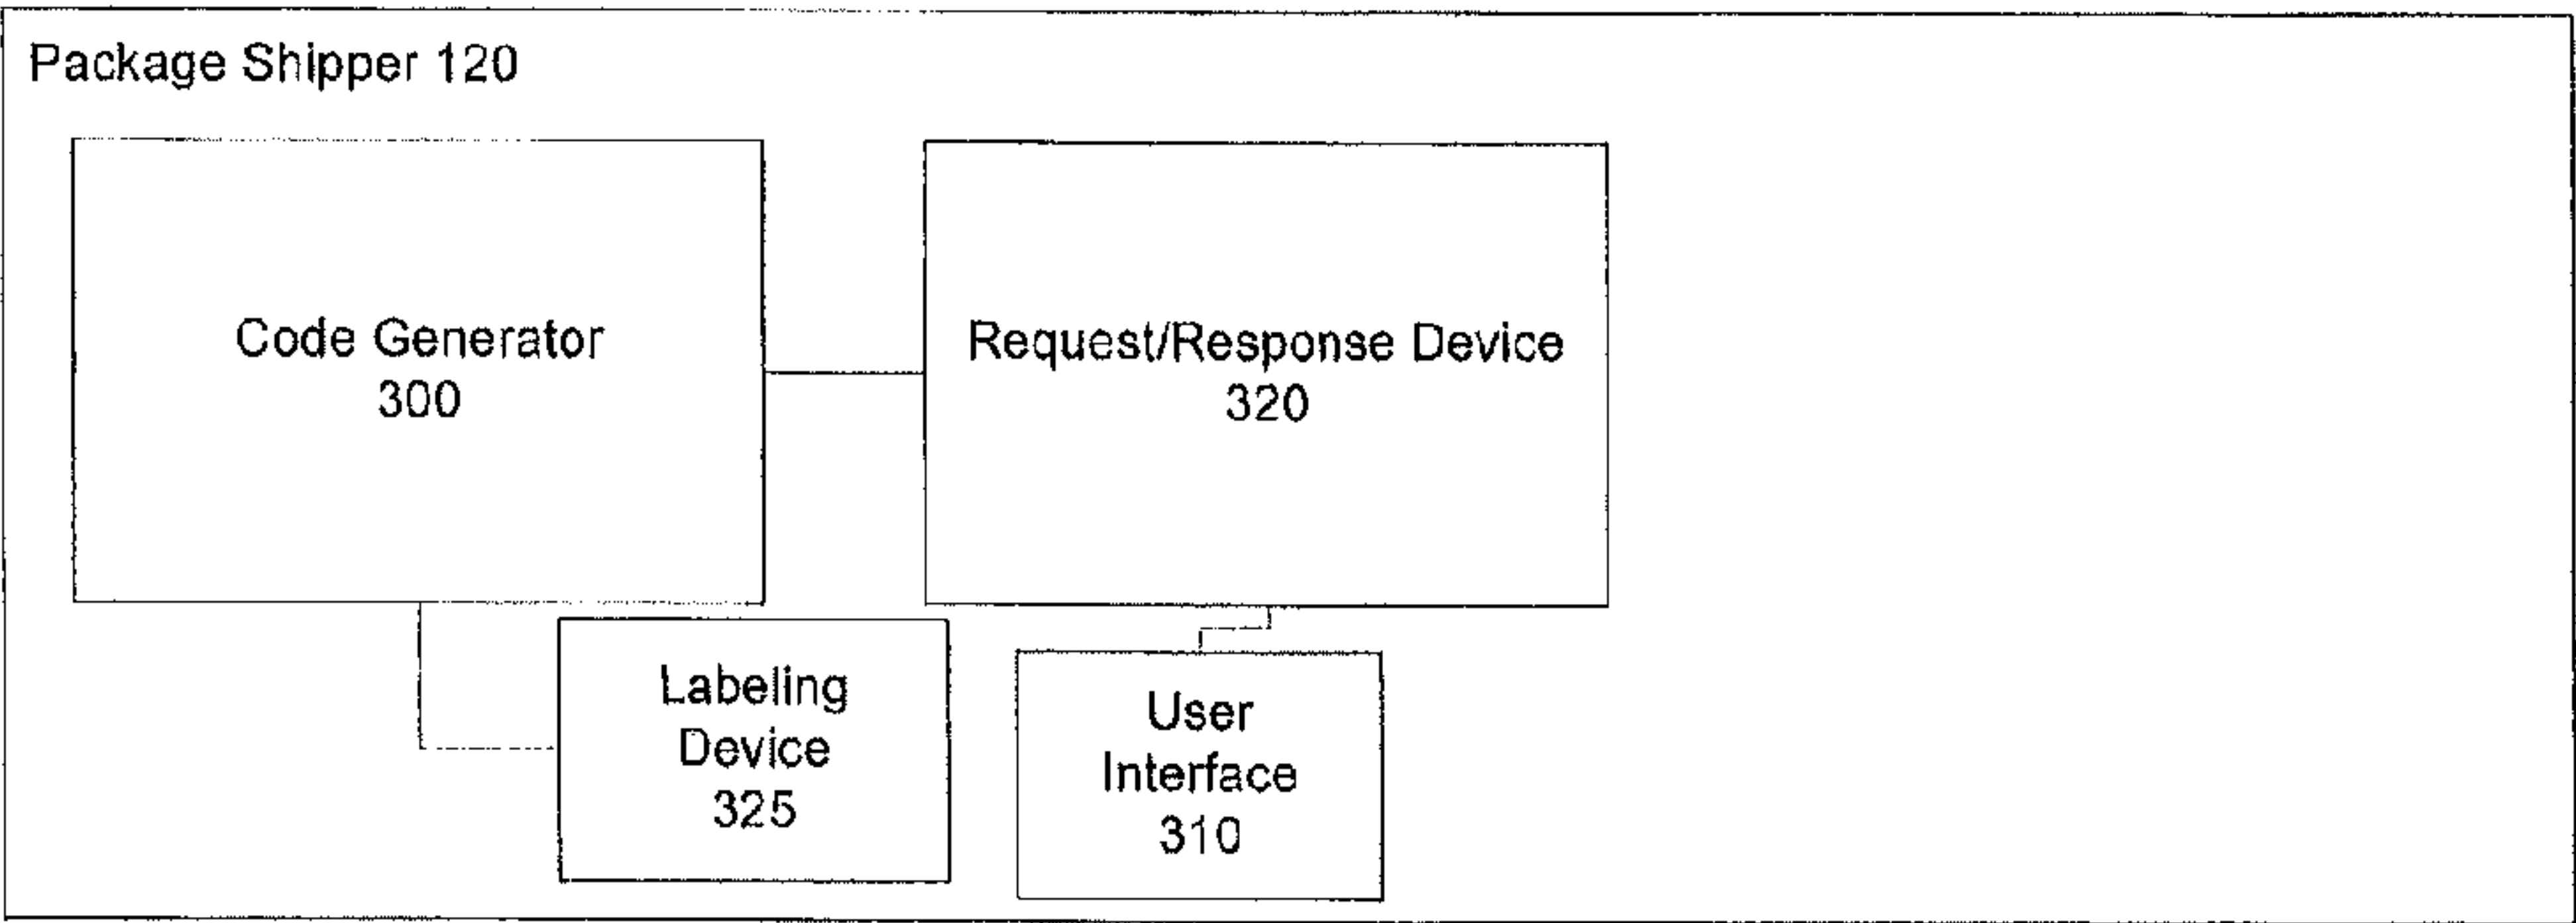 Package Shipper 120
Code Generator
300
Request/Response Device
320
Labeling
Device
325
User
Interface
310